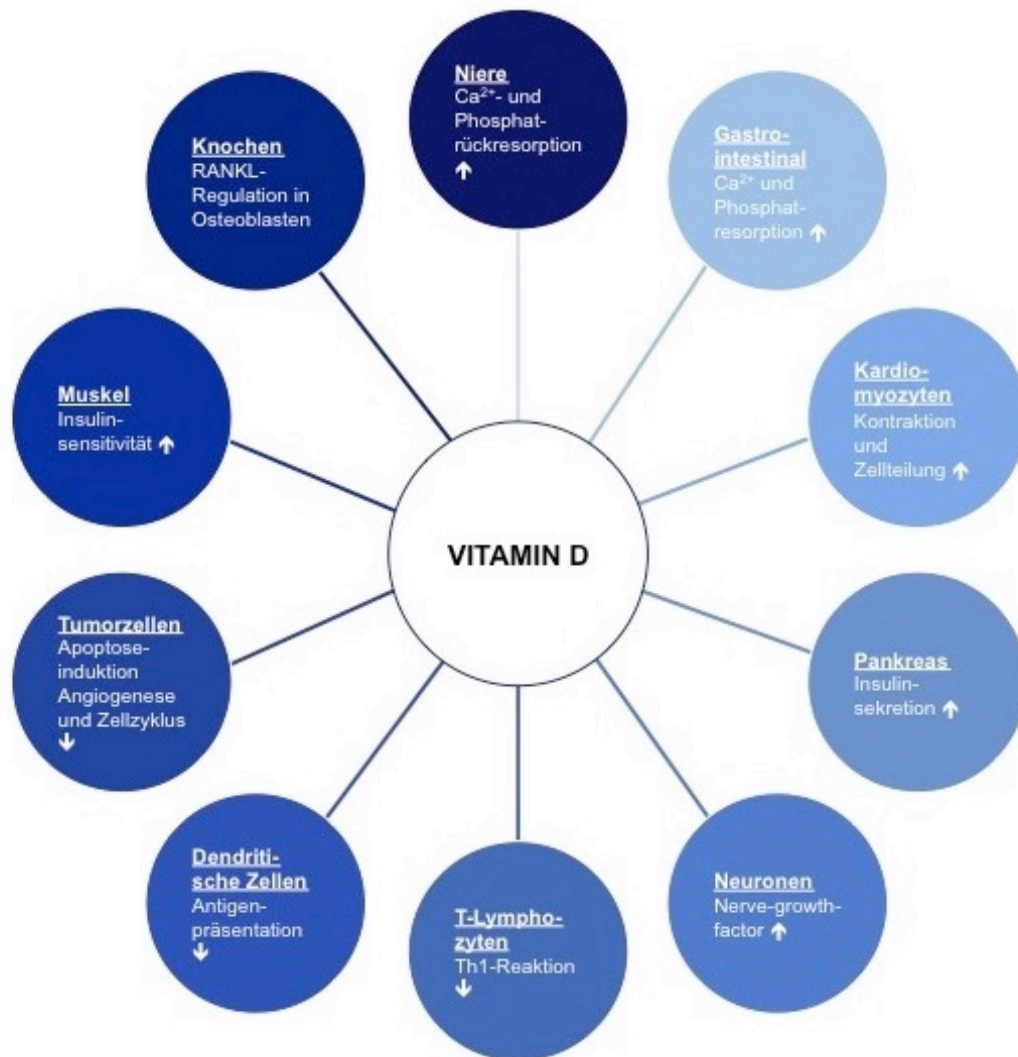 Niere
Ca²⁺- und
Phosphat-
rückresorption
↑
Gastro-
intestinal
Ca²⁺ und
Phosphat-
resorption ↑
Kardio-
myozyten
Kontraktion
und
Zellteilung ↑
Pankreas
Insulin-
sekretion ↑
Neuronen
Nerve-growth-
factor ↑
T-Lympho-
zyten
Th1-Reaktion
↓
Dendriti-
sche Zellen
Antigen-
präsentation
↓
Tumorzellen
Apoptose-
induktion
Angiogenese
und Zellzyklus
↓
Muskel
Insulin-
sensitivität ↑
Knochen
RANKL-
Regulation in
Osteoblasten
VITAMIN D